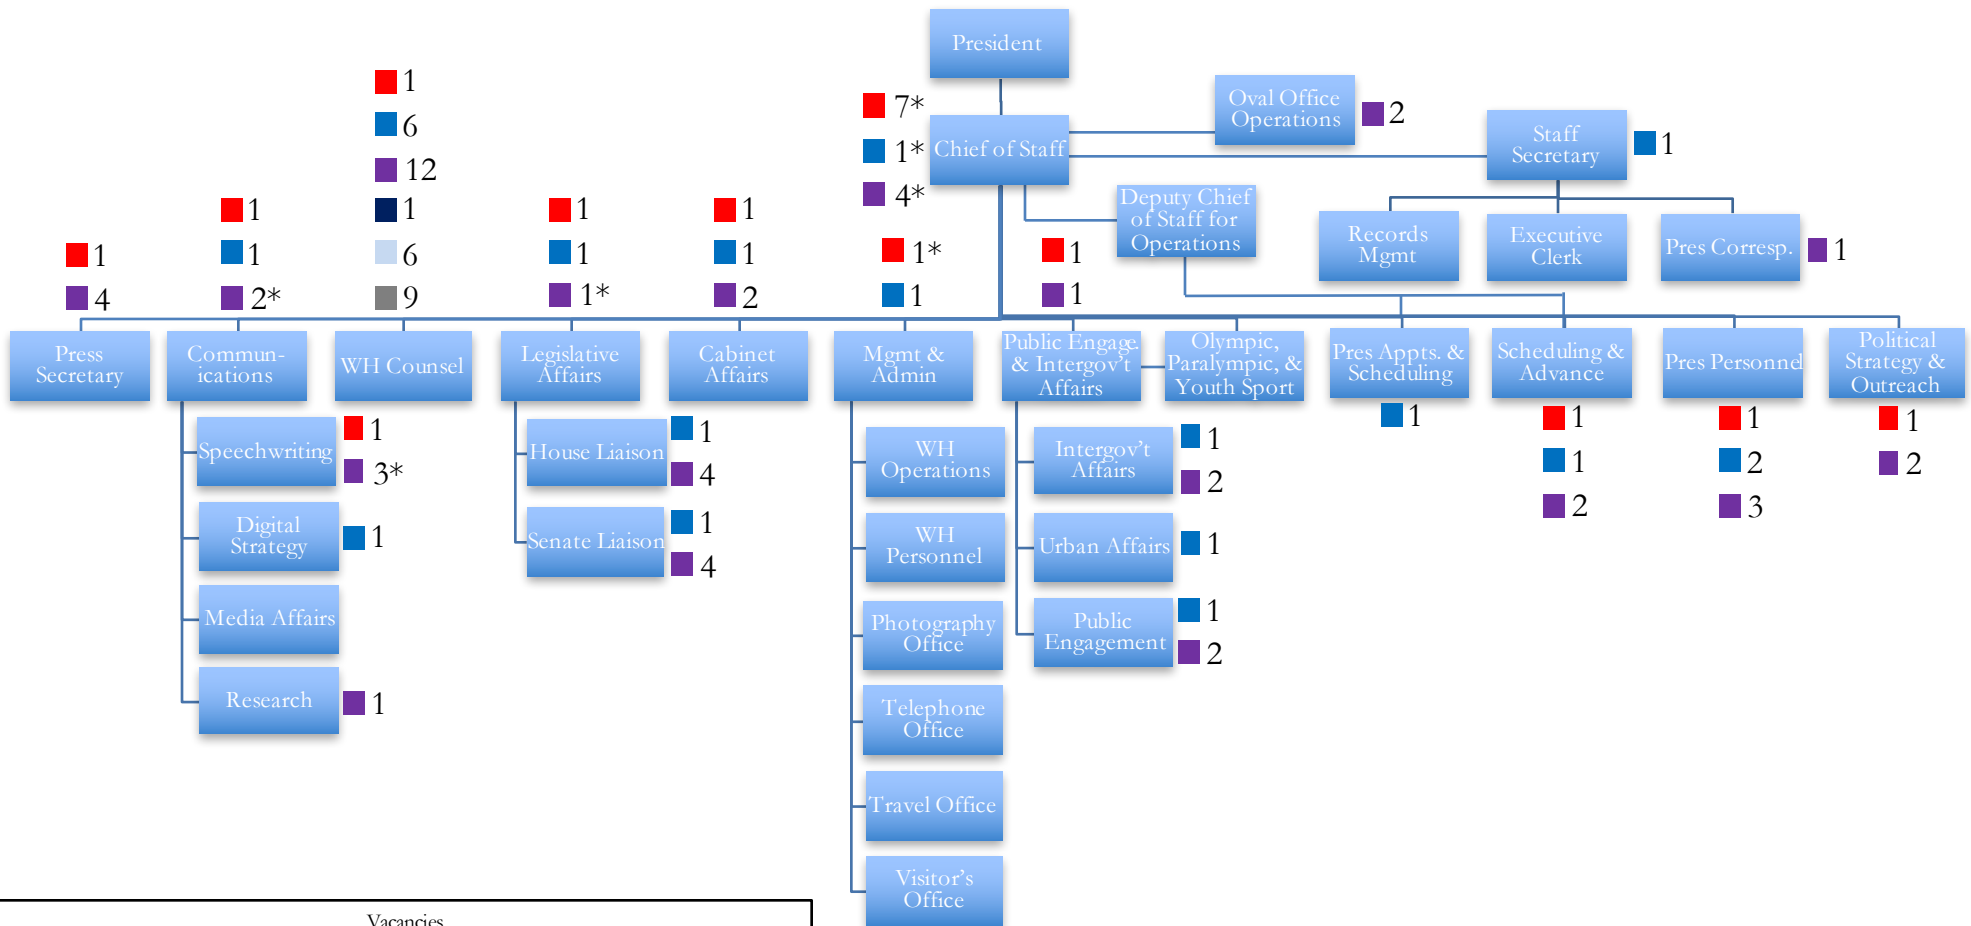 President
1
6
12
1
6
9
7*
1*
4*
Chief of Staff
Oval Office
Operations
2
Staff
Secretary
1
Deputy Chief
of Staff for
Operations
Records
Mgmt
Executive
Clerk
Pres Corresp.
1
1
4
1
1
2*
1
1
1*
1
1
2
1*
1
1
1
Press
Secretary
Commun-
ications
WH Counsel
Legislative
Affairs
Cabinet
Affairs
Mgmt &
Admin
Public Engage.
& Intergov't
Affairs
Olympic,
Paralympic, &
Youth Sport
Pres Appts. &
Scheduling
Scheduling &
Advance
Pres Personnel
Political
Strategy &
Outreach
1
1
1
2
1
2
3
1
2
Speechwriting
1
3*
Digital
Strategy
1
Media Affairs
Research
1
House Liaison
1
4
Senate Liaison
1
4
WH
Operations
WH
Personnel
Photography
Office
Telephone
Office
Travel Office
Visitor's
Office
Intergov't
Affairs
1
2
Urban Affairs
1
Public
Engagement
1
2
Vacancies